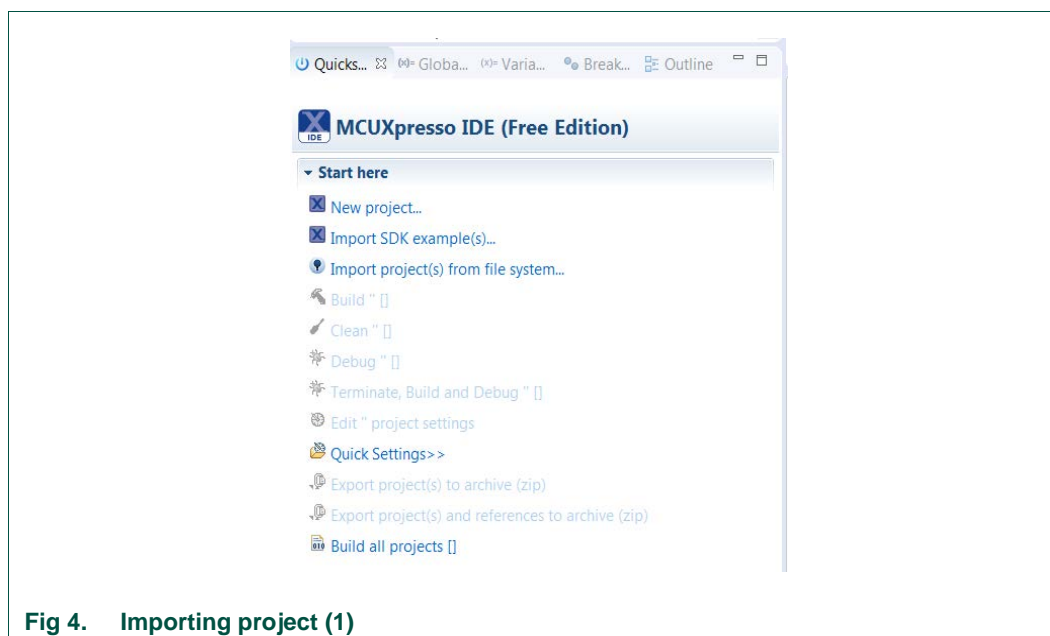 Quicks... (x)= Globa... (x)= Varia... Break... Outline
IDE
MCUXpresso IDE (Free Edition)
Start here
New project...
Import SDK example(s)...
Import project(s) from file system...
Build '' []
Clean '' []
Debug '' []
Terminate, Build and Debug '' []
Edit '' project settings
Quick Settings>>
Export project(s) to archive (zip)
Export project(s) and references to archive (zip)
010 Build all projects []
Fig 4. Importing project (1)